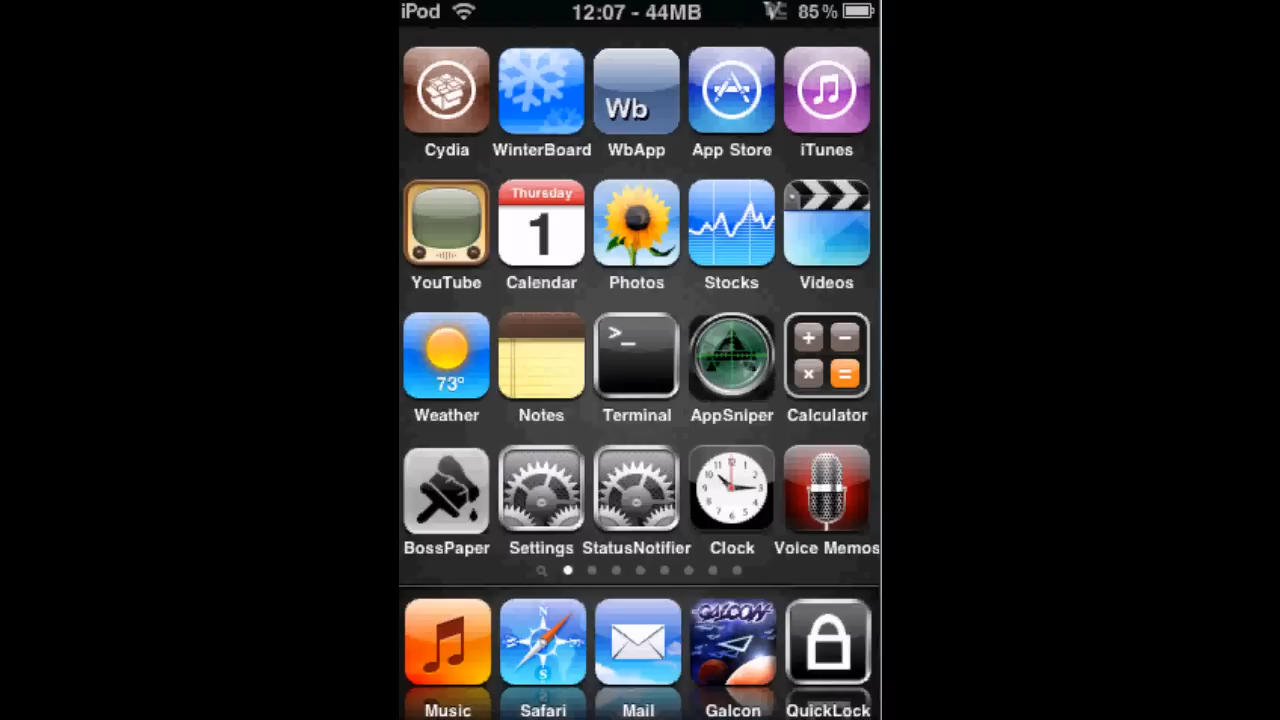 iPod 12:07 - 44MB 85%
Wb
Cydia WinterBoard WbApp App Store iTunes
Thursday
1
YouTube Calendar Photos Stocks Videos
73°
>_
+ −
× =
Weather Notes Terminal AppSniper Calculator
BossPaper Settings StatusNotifier Clock Voice Memos
GALCON
N
S
Music Safari Mail Galcon QuickLock